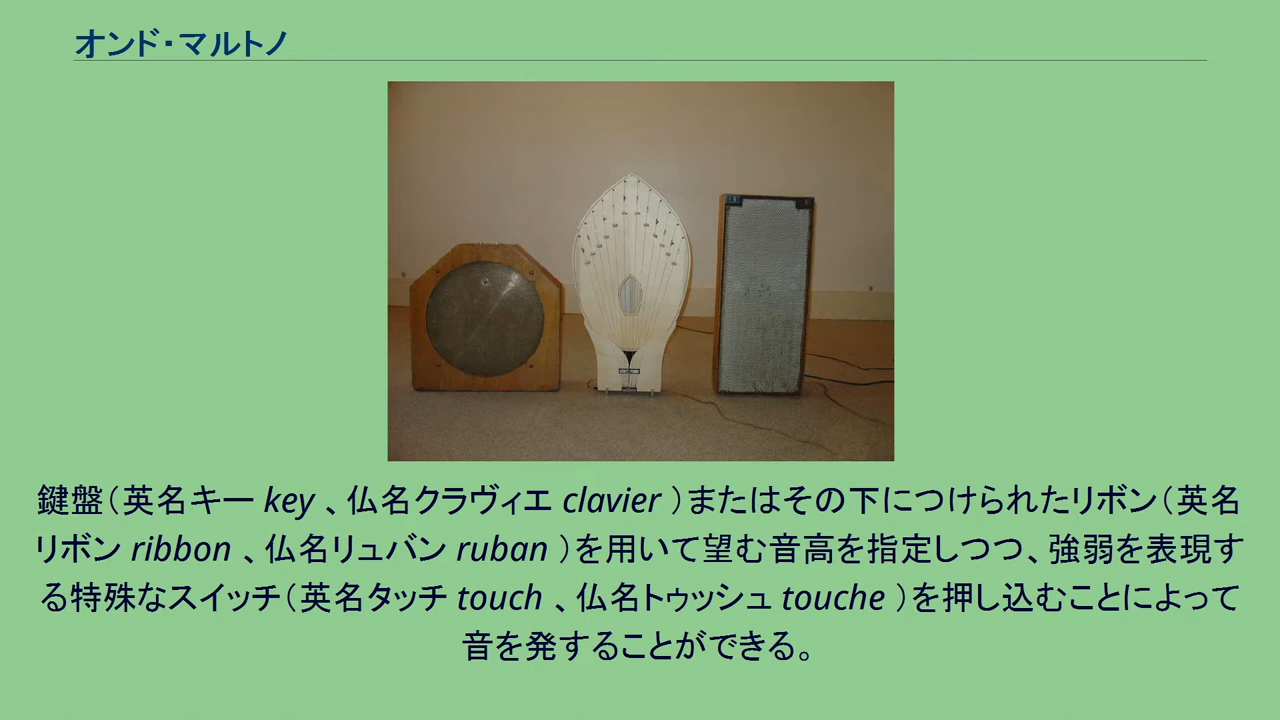 オンド・マルトノ
鍵盤（英名キー key 、仏名クラヴィエ clavier ）またはその下につけられたリボン（英名
リボン ribbon 、仏名リュバン ruban ）を用いて望む音高を指定しつつ、強弱を表現す
る特殊なスイッチ（英名タッチ touch 、仏名トゥッシュ touche ）を押し込むことによって
音を発することができる。